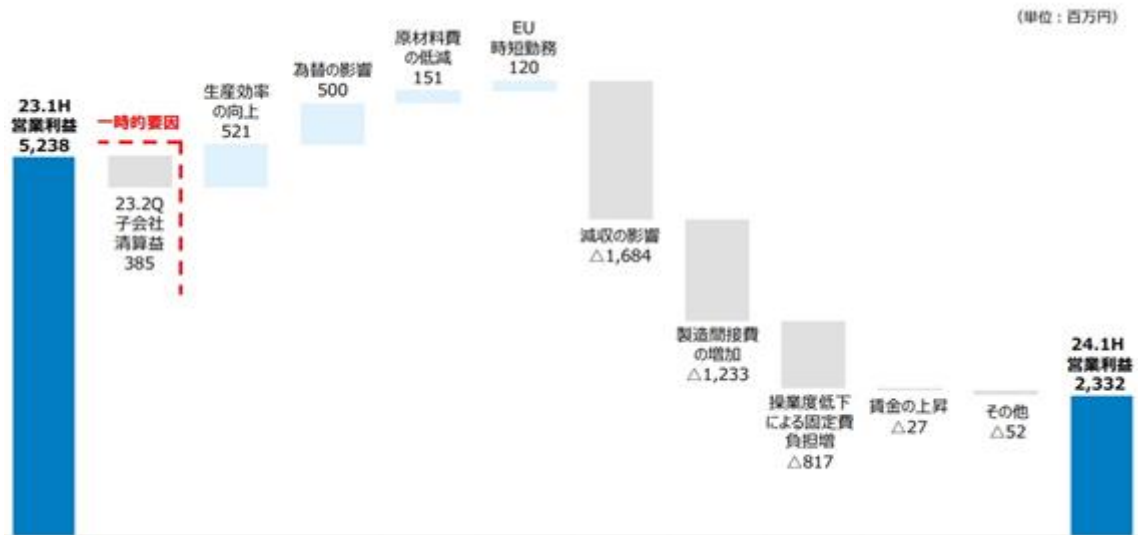 （単位：百万円）
23.1H
営業利益
5,238
一時的要因
23.2Q
子会社
清算益
385
生産効率
の向上
521
為替の影響
500
原材料費
の低減
151
EU
時短勤務
120
減収の影響
△1,684
製造間接費
の増加
△1,233
操業度低下
による固定費
負担増
△817
賃金の上昇
△27
その他
△52
24.1H
営業利益
2,332